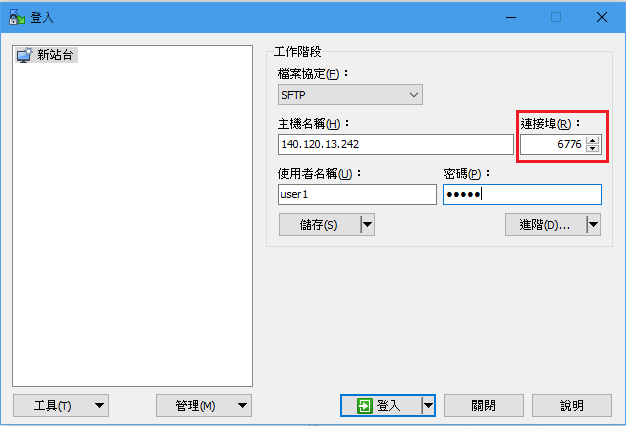 登入
新站台
工作階段
檔案協定(F)：
SFTP
主機名稱(H)：
連接埠(R)：
140.120.13.242
6776
使用者名稱(U)：
密碼(P)：
user1
●●●●●
儲存(S)
進階(D)...
工具(T)
管理(M)
登入
關閉
說明